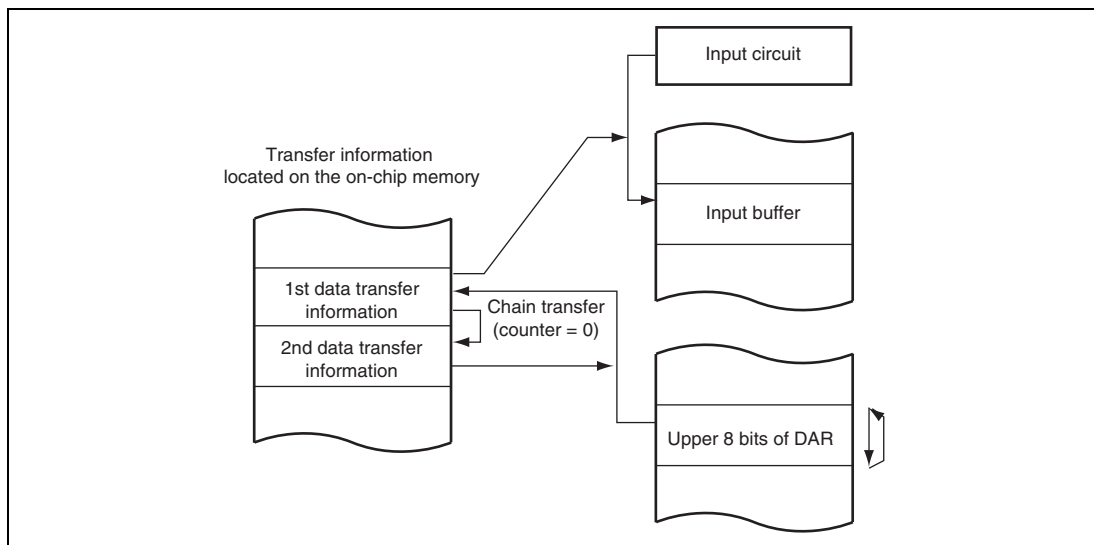 Input circuit
Transfer information
located on the on-chip memory
Input buffer
1st data transfer
information
Chain transfer
(counter = 0)
2nd data transfer
information
Upper 8 bits of DAR